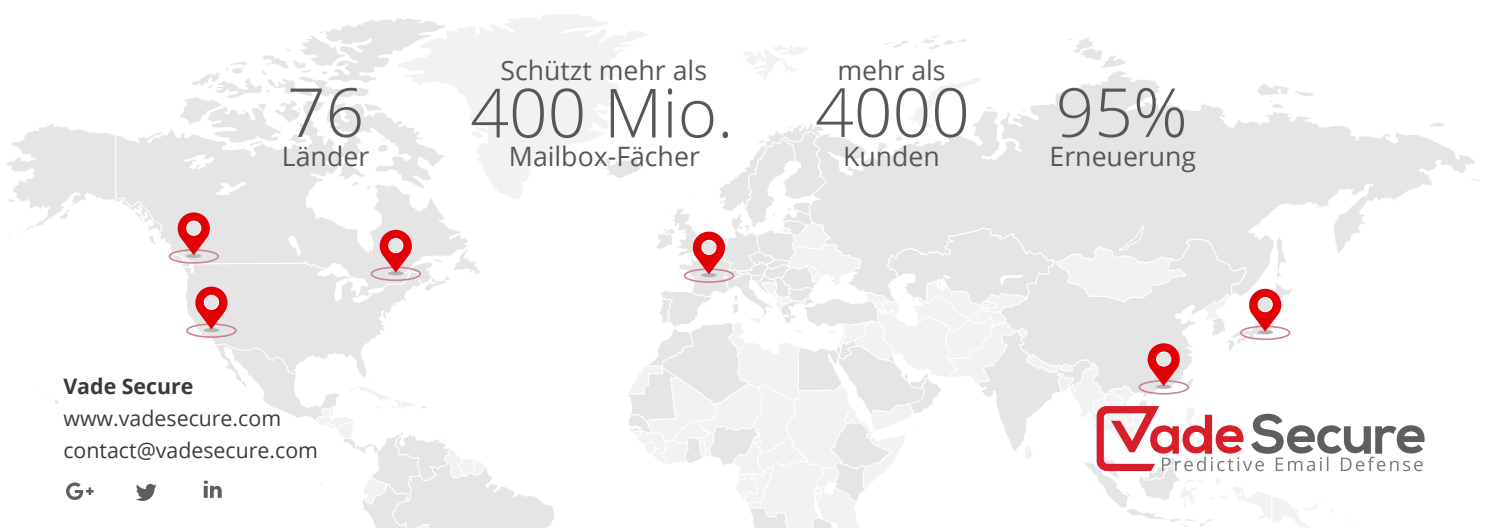 76
Länder
Schützt mehr als
400 Mio.
Mailbox-Fächer
mehr als
4000
Kunden
95%
Erneuerung
Vade Secure
www.vadesecure.com
contact@vadesecure.com
G+
in
Vade Secure
Predictive Email Defense